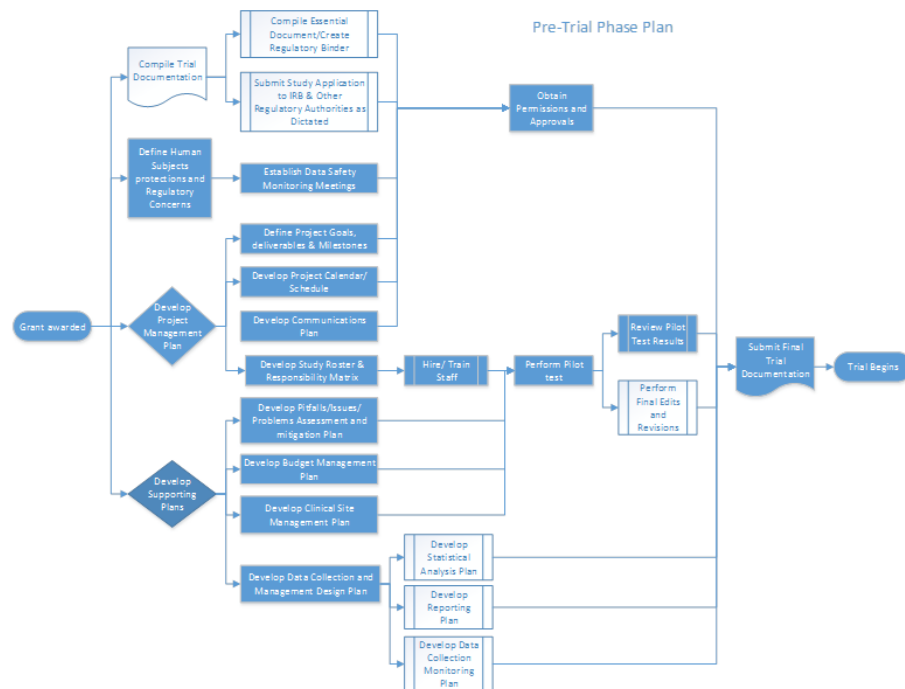 Pre-Trial Phase Plan
Compile Essential
Document/Create
Regulatory Binder
Compile Trial
Documentation
Submit Study Application
to IRB & Other
Regulatory Authorities as
Dictated
Obtain
Permissions and
Approvals
Define Human
Subjects
protections and
Regulatory
Concerns
Establish Data Safety
Monitoring Meetings
Define Project Goals,
deliverables & Milestones
Develop Project Calendar/
Schedule
Grant awarded
Develop
Project
Management
Plan
Develop Communications
Plan
Develop Study Roster &
Responsibility Matrix
Hire/ Train
Staff
Perform Pilot
test
Review Pilot
Test Results
Perform
Final Edits
and
Revisions
Submit Final
Trial
Documentation
Trial Begins
Develop Pitfalls/Issues/
Problems Assessment and
mitigation Plan
Develop Budget Management
Plan
Develop
Supporting
Plans
Develop Clinical Site
Management Plan
Develop Data Collection and
Management Design Plan
Develop
Statistical
Analysis Plan
Develop
Reporting
Plan
Develop Data
Collection
Monitoring
Plan